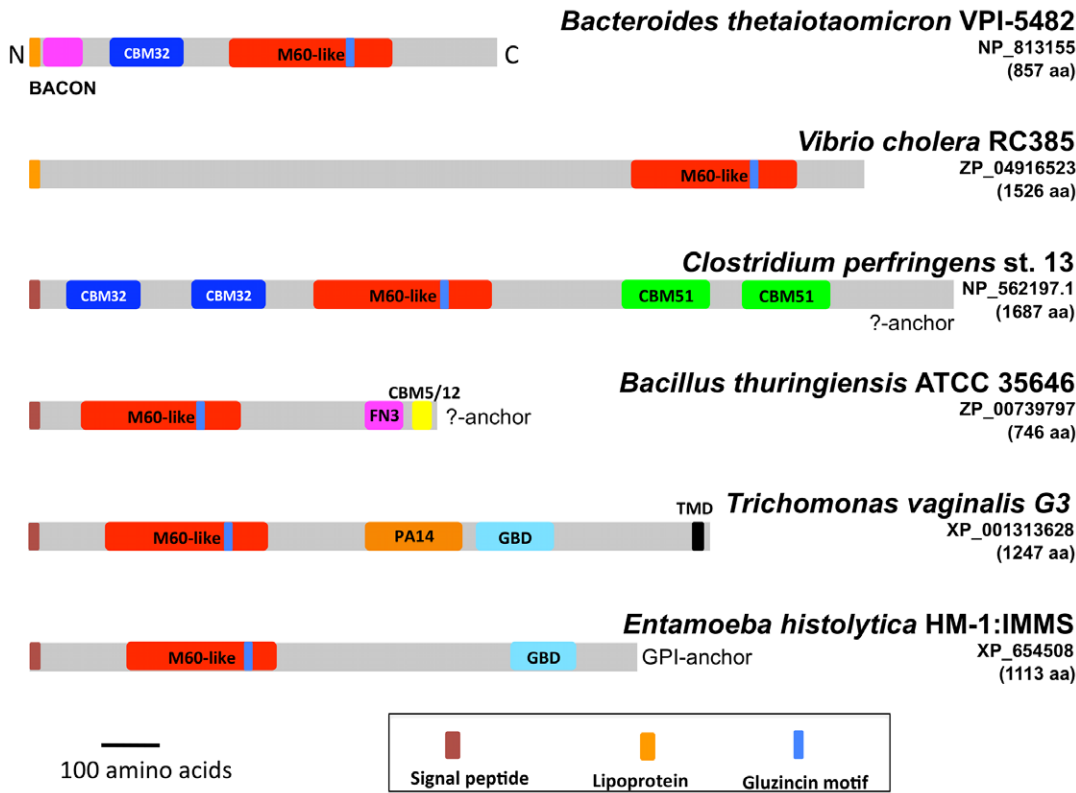 Bacteroides thetaiotaomicron VPI-5482
NP_813155
(857 aa)
N CBM32 M60-like C
BACON
Vibrio cholera RC385
ZP_04916523
(1526 aa)
M60-like
Clostridium perfringens st. 13
NP_562197.1
(1687 aa)
CBM32 CBM32 M60-like CBM51 CBM51
?-anchor
Bacillus thuringiensis ATCC 35646
ZP_00739797
(746 aa)
CBM5/12
M60-like FN3 ?-anchor
Trichomonas vaginalis G3
XP_001313628
(1247 aa)
TMD
M60-like PA14 GBD
Entamoeba histolytica HM-1:IMMS
XP_654508
(1113 aa)
M60-like GBD GPI-anchor
100 amino acids
Signal peptide Lipoprotein Gluzincin motif